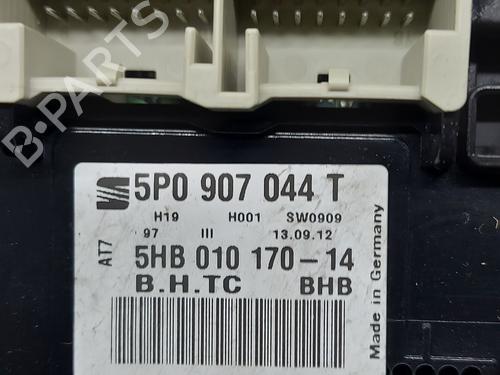 B-PARTS
5P0 907 044 T
H19 H001 SW0909
97 III 13.09.12
AT7
5HB 010 170-14
B.H.TC BHB
Made in Germany
B-PARTS